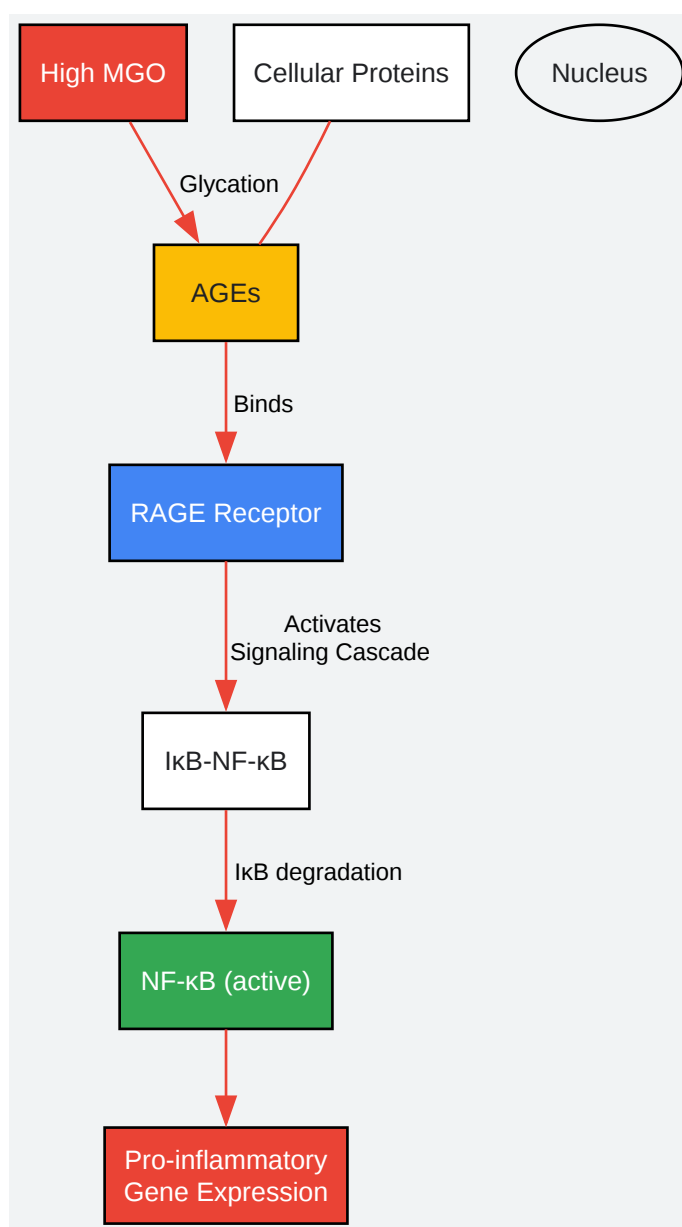 High MGO
Cellular Proteins
Nucleus
Glycation
AGEs
Binds
RAGE Receptor
Activates
Signaling Cascade
IκB-NF-κB
IκB degradation
NF-κB (active)
Pro-inflammatory
Gene Expression